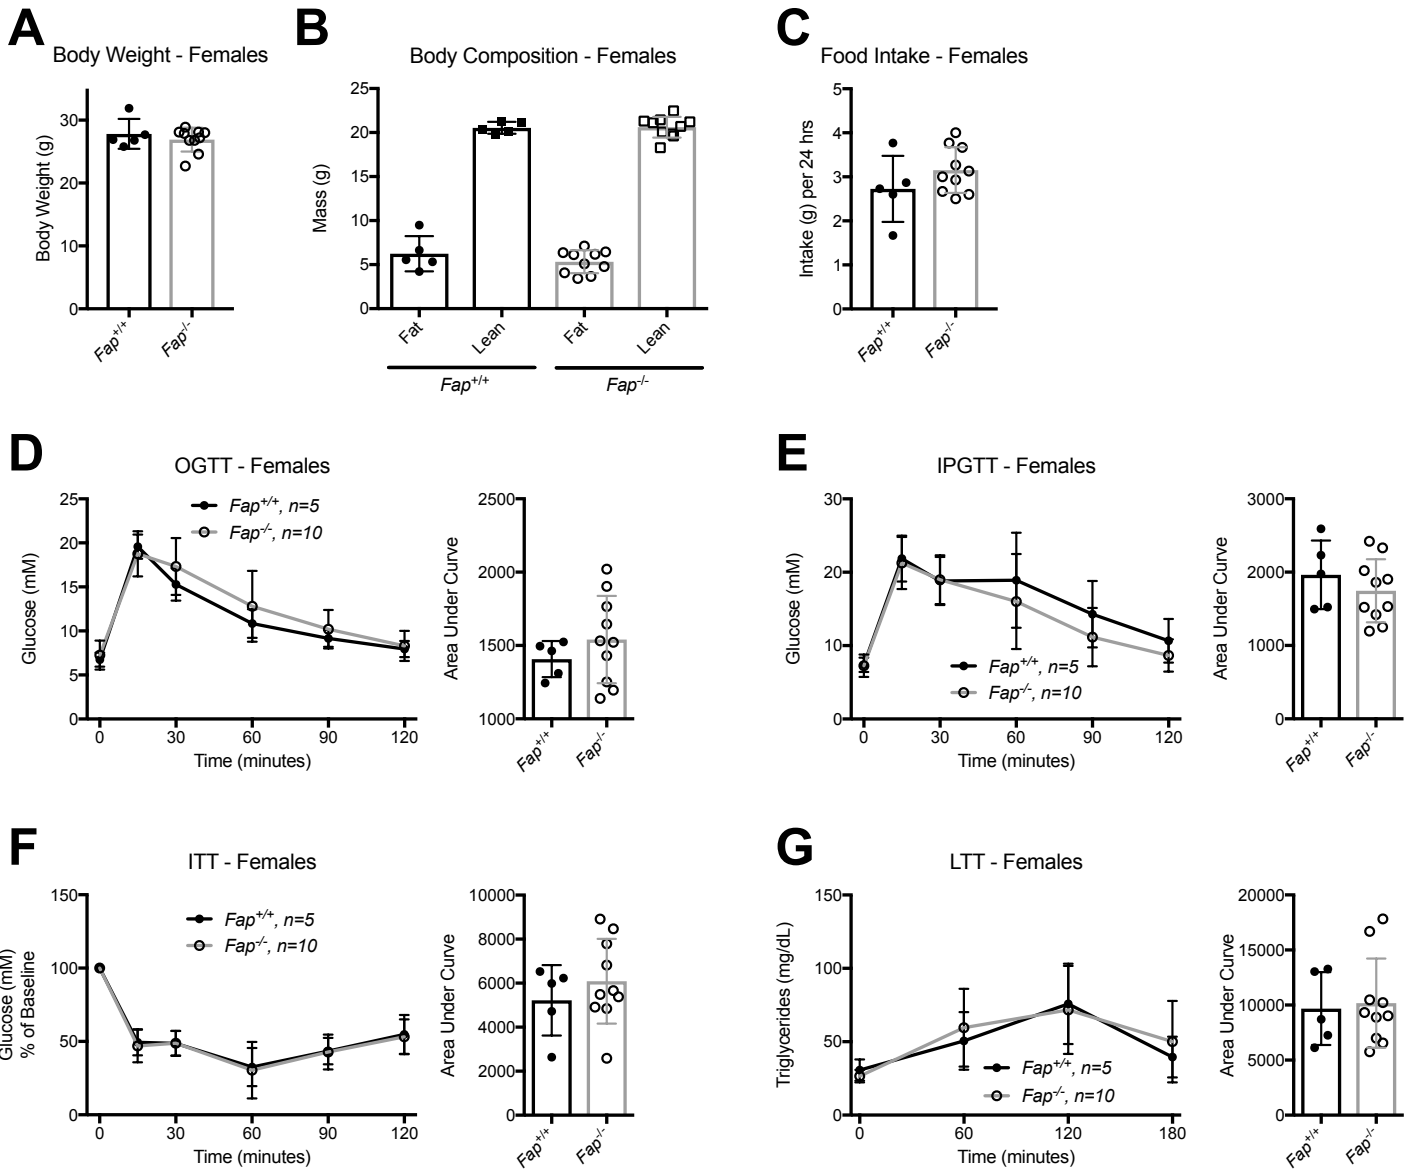 A
Body Weight - Females
Body Weight (g)
30
20
10
0
Fap+/+
Fap-/-
B
Body Composition - Females
Mass (g)
25
20
15
10
5
0
Fat
Lean
Fat
Lean
Fap+/+
Fap-/-
C
Food Intake - Females
Intake (g) per 24 hrs
5
4
3
2
1
0
Fap+/+
Fap-/-
D
OGTT - Females
Glucose (mM)
25
20
15
10
5
0
Fap+/+, n=5
Fap-/-, n=10
0 30 60 90 120
Time (minutes)
Area Under Curve
2500
2000
1500
1000
Fap+/+
Fap-/-
E
IPGTT - Females
Glucose (mM)
30
20
10
0
Fap+/+, n=5
Fap-/-, n=10
0 30 60 90 120
Time (minutes)
Area Under Curve
3000
2000
1000
0
Fap+/+
Fap-/-
F
ITT - Females
Glucose (mM)
% of Baseline
150
100
50
0
Fap+/+, n=5
Fap-/-, n=10
0 30 60 90 120
Time (minutes)
Area Under Curve
10000
8000
6000
4000
2000
0
Fap+/+
Fap-/-
G
LTT - Females
Triglycerides (mg/dL)
150
100
50
0
Fap+/+, n=5
Fap-/-, n=10
0 60 120 180
Time (minutes)
Area Under Curve
20000
15000
10000
5000
0
Fap+/+
Fap-/-